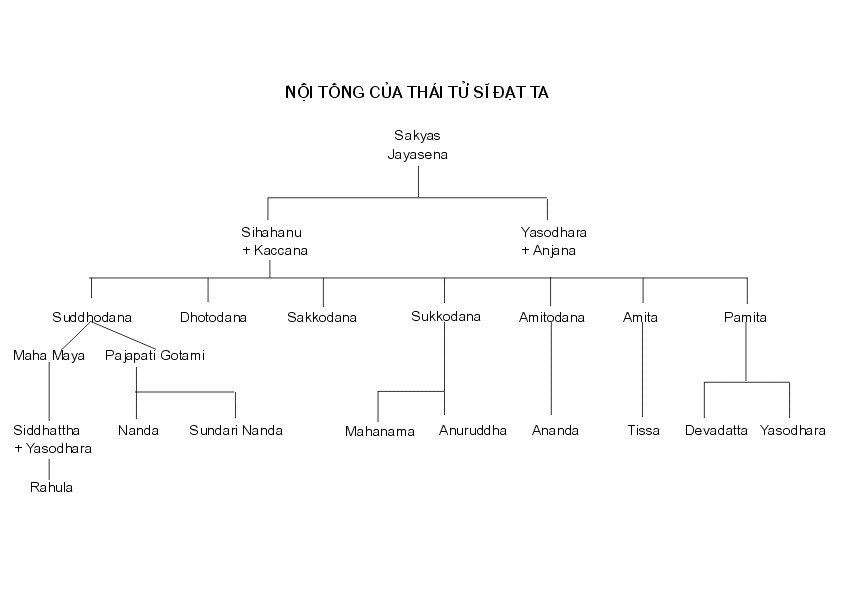 NỘI TÔNG CỦA THÁI TỬ SĨ ĐẠT TA
Sakyas
Jayasena
Sihahanu
+ Kaccana
Yasodhara
+ Anjana
Suddhodana
Dhotodana
Sakkodana
Sukkodana
Amitodana
Amita
Pamita
Maha Maya
Pajapati Gotami
Siddhattha
+ Yasodhara
Nanda
Sundari Nanda
Mahanama
Anuruddha
Ananda
Tissa
Devadatta
Yasodhara
Rahula